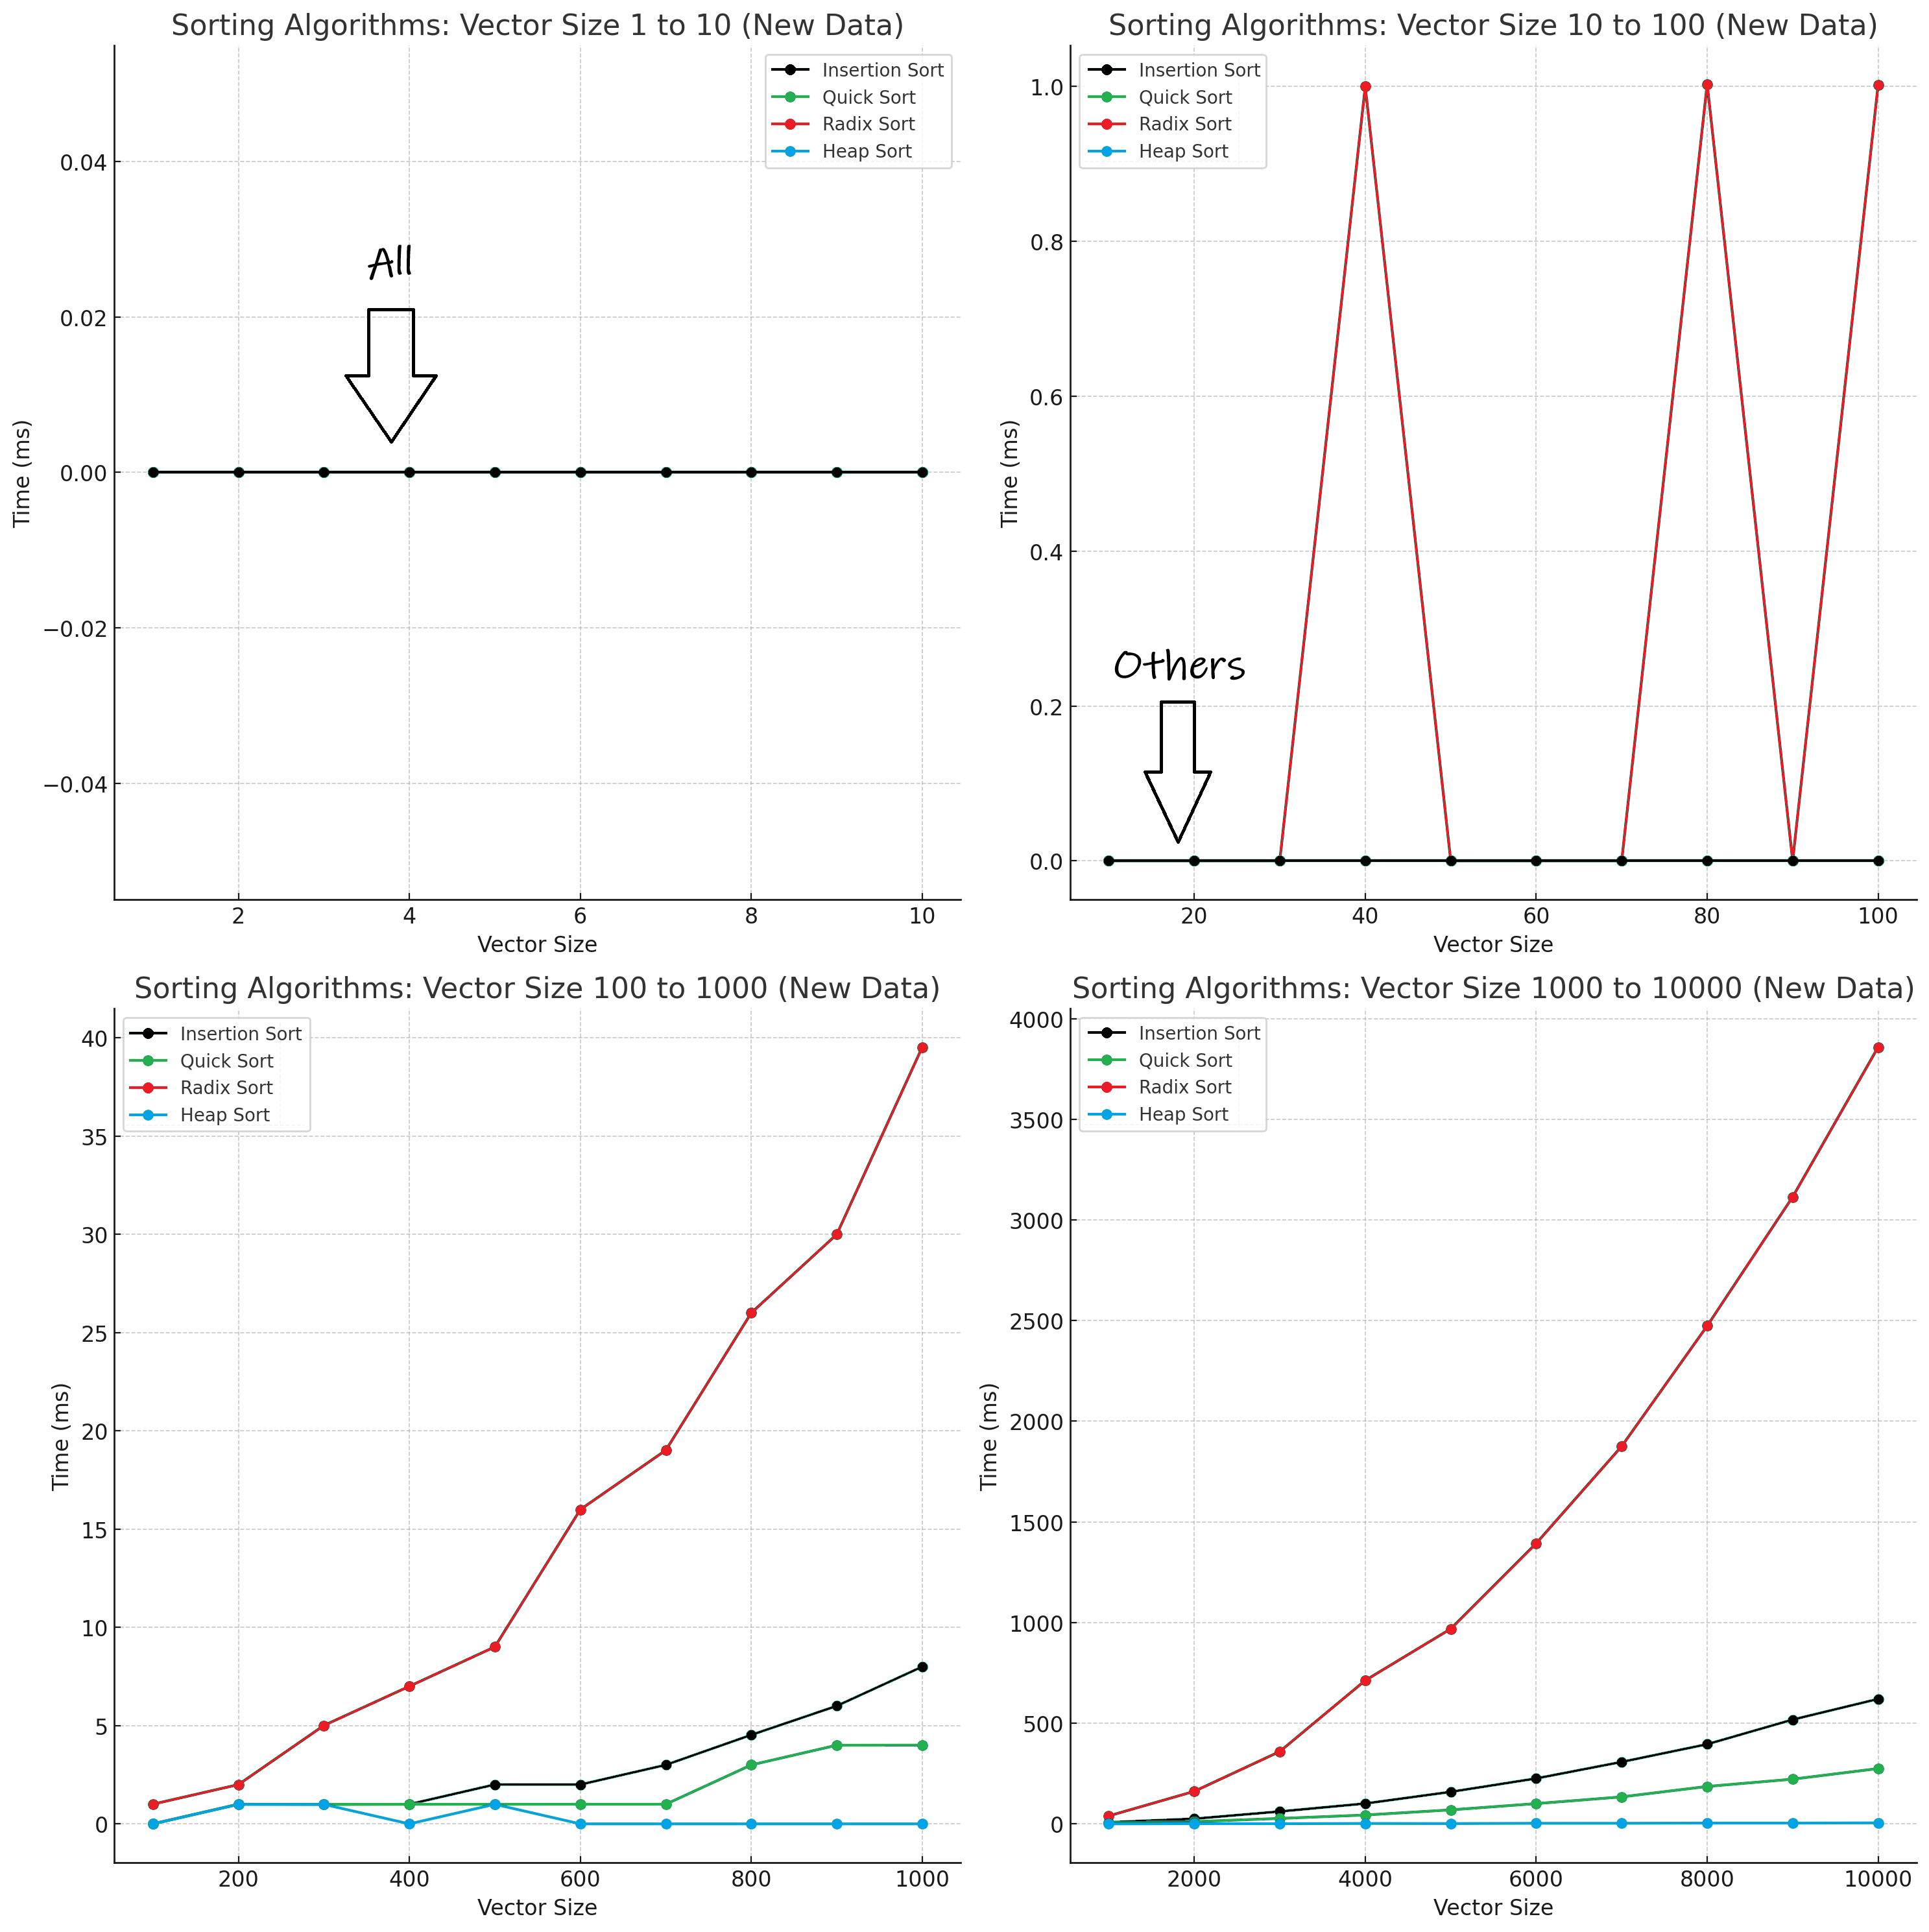 Sorting Algorithms: Vector Size 1 to 10 (New Data)
Insertion Sort
Quick Sort
Radix Sort
Heap Sort
All
0.04
0.02
0.00
−0.02
−0.04
Time (ms)
2 4 6 8 10
Vector Size
Sorting Algorithms: Vector Size 10 to 100 (New Data)
Insertion Sort
Quick Sort
Radix Sort
Heap Sort
Others
1.0
0.8
0.6
0.4
0.2
0.0
Time (ms)
20 40 60 80 100
Vector Size
Sorting Algorithms: Vector Size 100 to 1000 (New Data)
Insertion Sort
Quick Sort
Radix Sort
Heap Sort
40
35
30
25
20
15
10
5
0
Time (ms)
200 400 600 800 1000
Vector Size
Sorting Algorithms: Vector Size 1000 to 10000 (New Data)
Insertion Sort
Quick Sort
Radix Sort
Heap Sort
4000
3500
3000
2500
2000
1500
1000
500
0
Time (ms)
2000 4000 6000 8000 10000
Vector Size